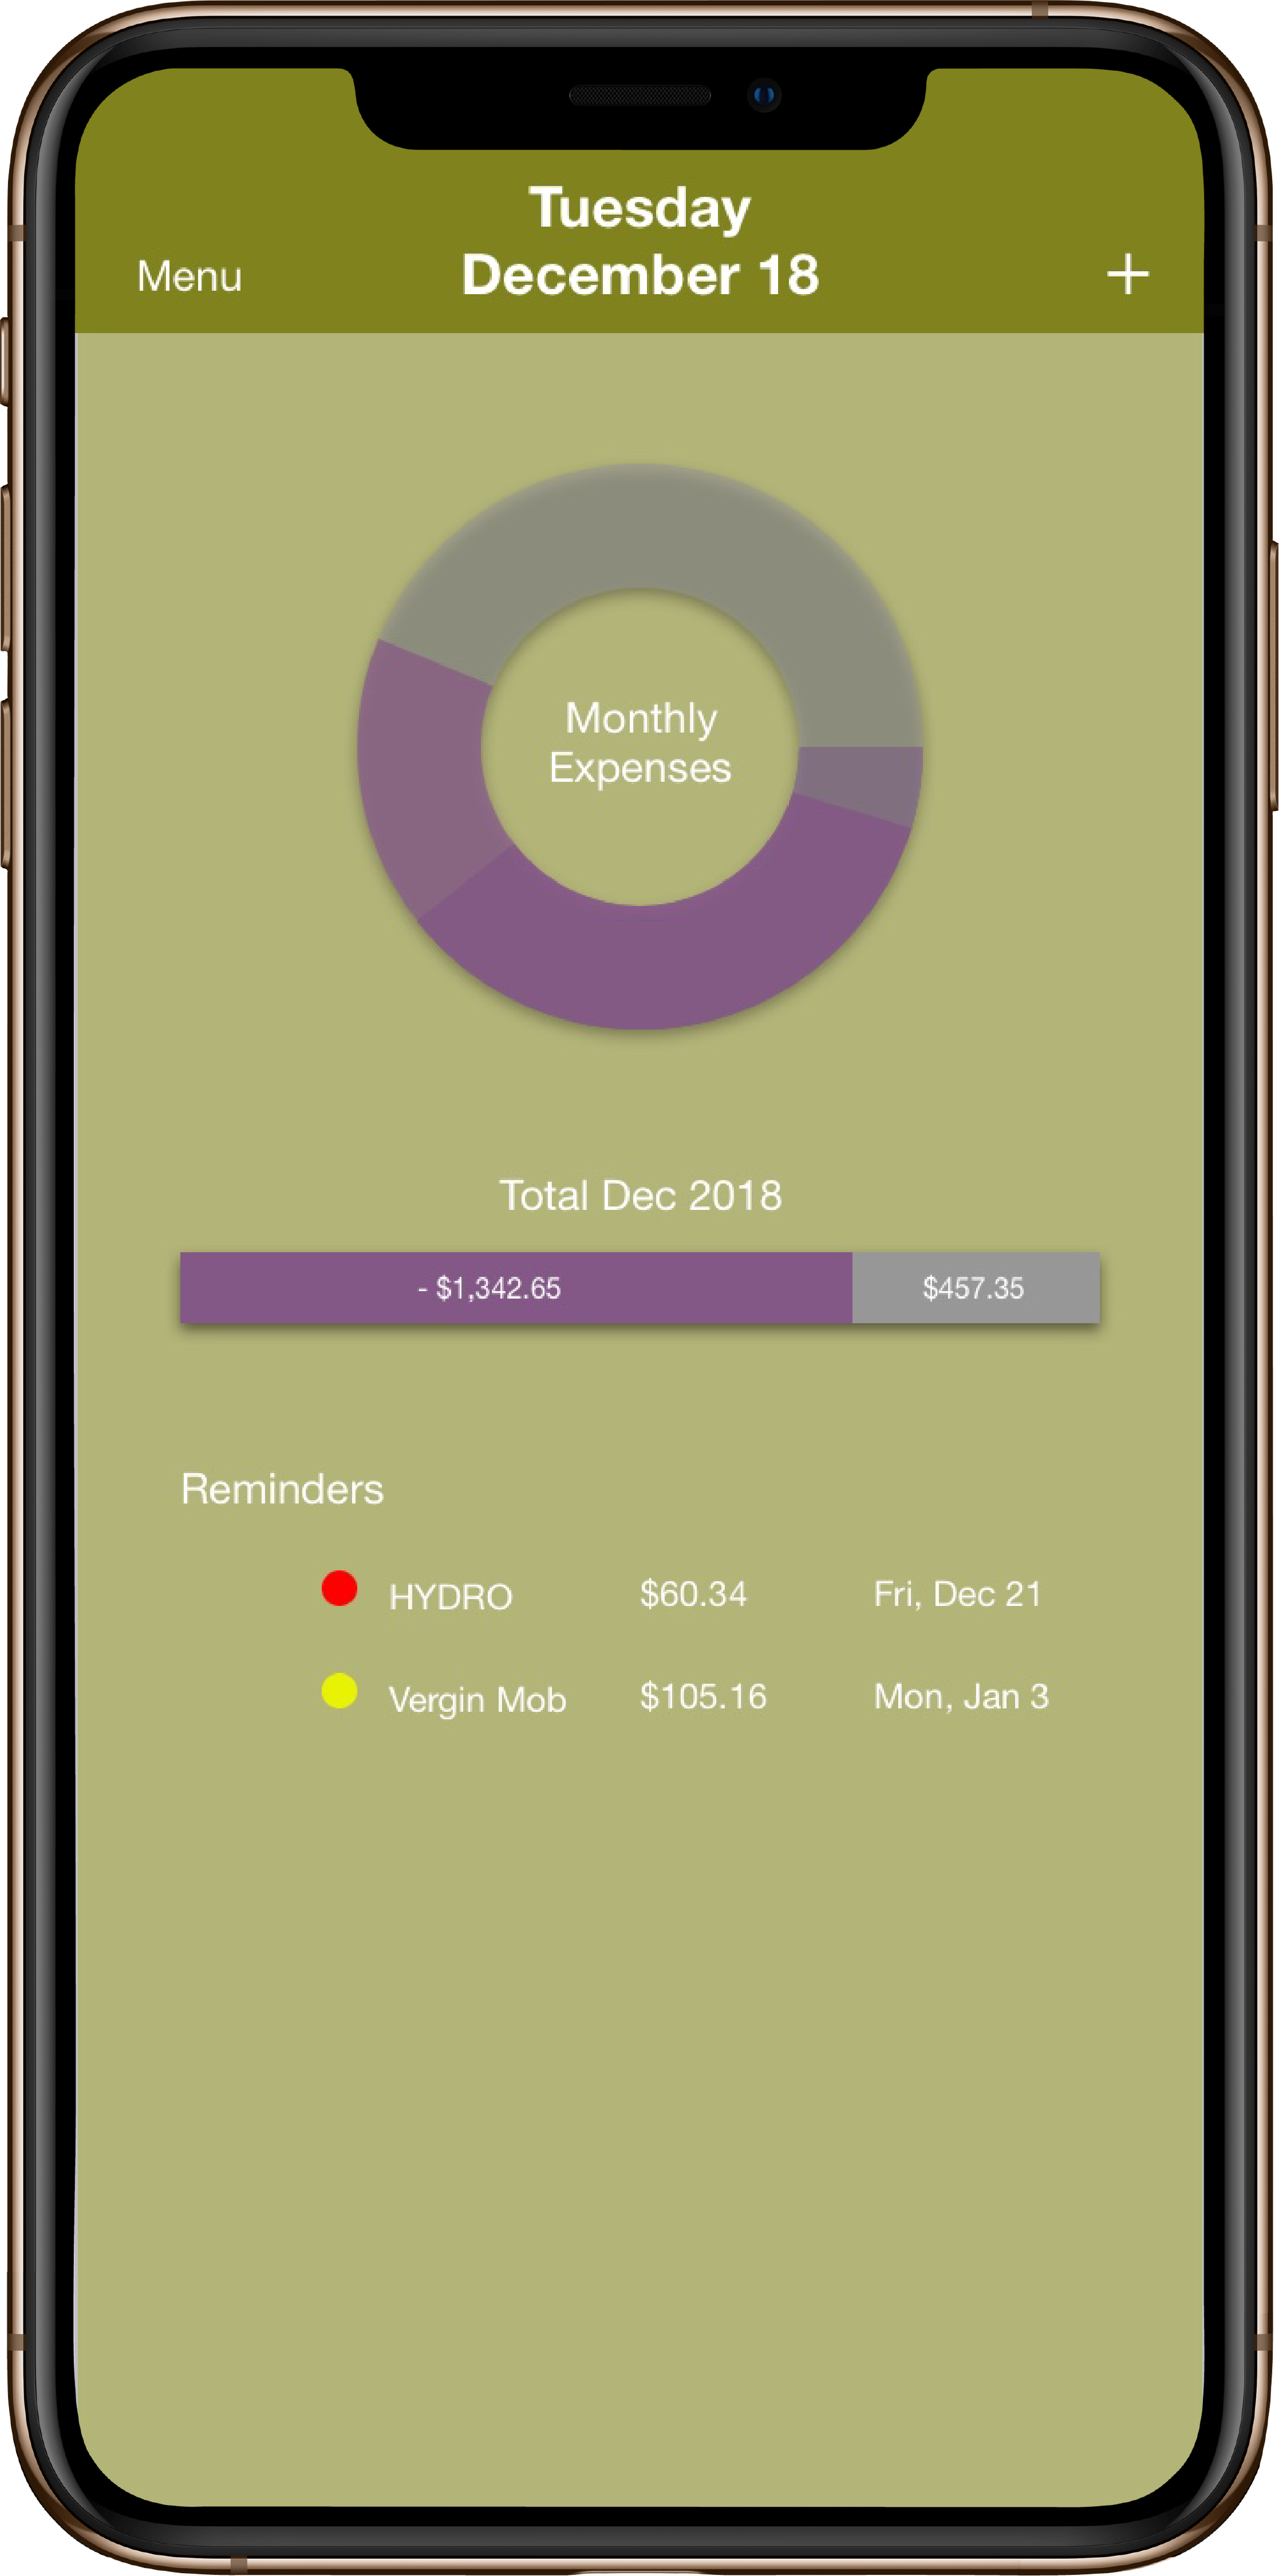 Tuesday
Menu December 18 +
Monthly
Expenses
Total Dec 2018
- $1,342.65 $457.35
Reminders
HYDRO $60.34 Fri, Dec 21
Vergin Mob $105.16 Mon, Jan 3